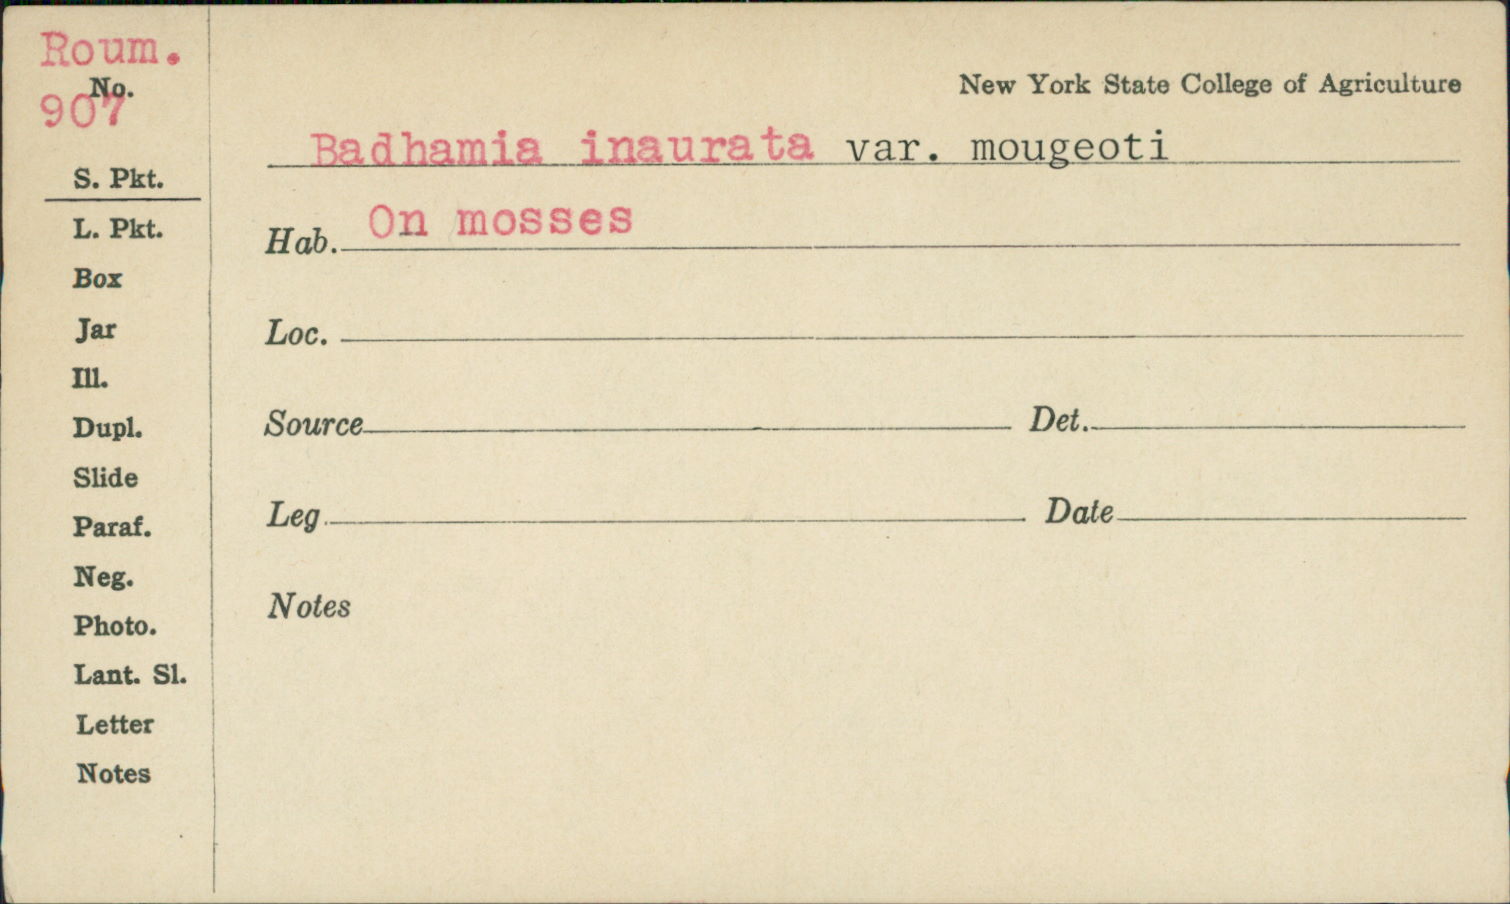 Roum.
No.
907
S. Pkt.
L. Pkt.
Box
Jar
Ill.
Dupl.
Slide
Paraf.
Neg.
Photo.
Lant. Sl.
Letter
Notes
New York State College of Agriculture
Badhamia inaurata var. mougeoti
Hab. On mosses
Loc.
Source Det.
Leg. Date
Notes